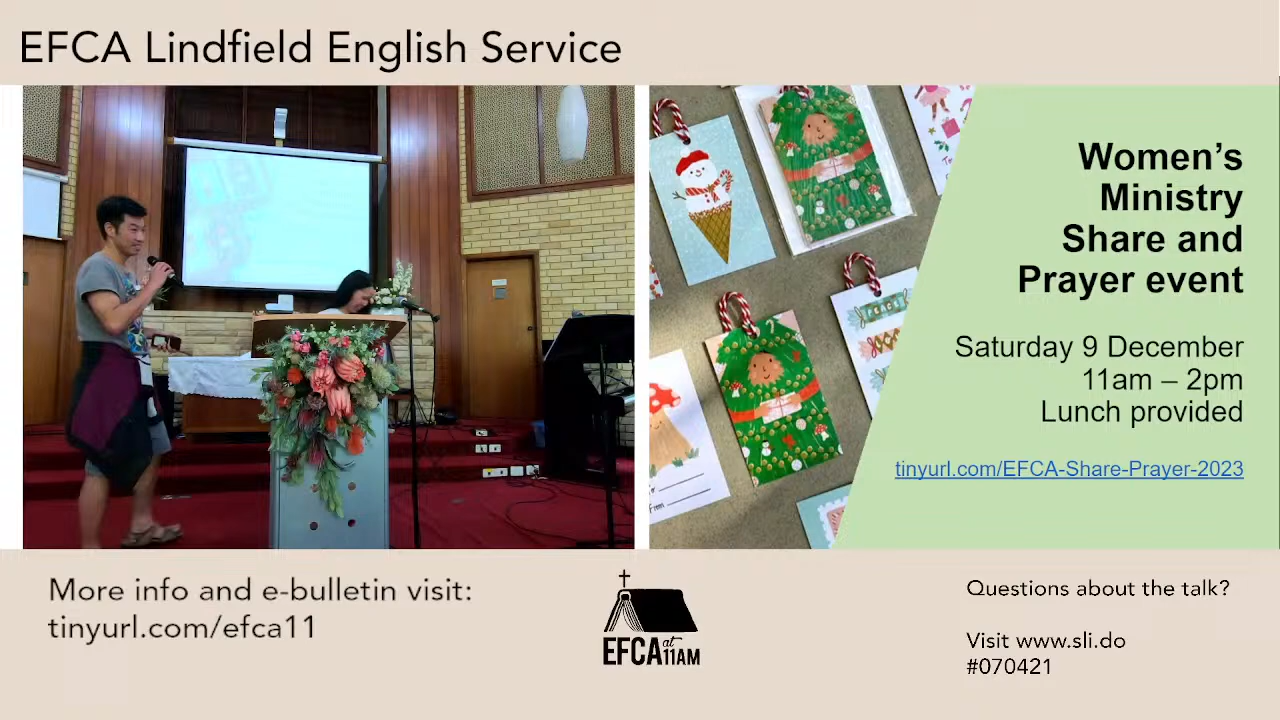 EFCA Lindfield English Service
Women's
Ministry
Share and
Prayer event
Saturday 9 December
11am – 2pm
Lunch provided
tinyurl.com/EFCA-Share-Prayer-2023
From:
More info and e-bulletin visit:
tinyurl.com/efca11
EFCA at 11AM
Questions about the talk?
Visit www.sli.do
#070421